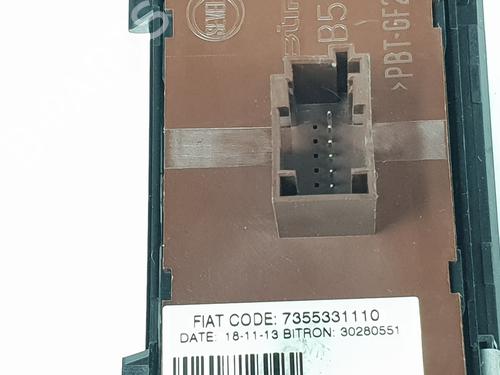 B5
>PBT-GF2
FIAT CODE: 7355331110
DATE: 18-11-13 BITRON: 30280551